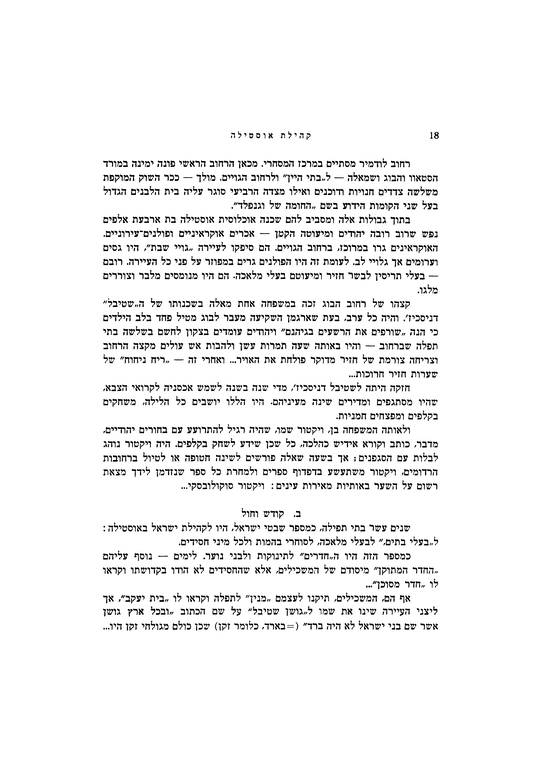 18 קהילת אוסטילה
רחוב לודמיר מסתיים במרכז המסחרי. מכאן הרחוב הראשי פונה ימינה במורד
הסטאוו והבוג ושמאלה — ל„בתי היין" ולרחוב הגויים. מולך — ככר השוק המוקפת
משלשה צדדים חנויות ודוכנים ואילו מצדה הרביעי סוגר עליה בית הלבנים הגדול
בעל שני הקומות הידוע בשם „החומה של וגנפלד".
בתוך גבולות אלה ומסביב להם שכנה אוכלוסית אוסטילה בת ארבעת אלפים
נפש שרוב רובה יהודים ומיעוטה הקטן — אכרים אוקראיניים ופולנים־עירוניים.
האוקראינים גרו במרוכז, ברחוב הגויים. הם סיפקו לעיירה „גויי שבת", היו גסים
וערומים אך גלויי לב. לעומת זה היו הפולנים גרים במפוזר על פני כל העיירה. רובם
— בעלי תריסין לבשר חזיר ומיעוטם בעלי מלאכה. הם היו מנומסים מלבר וצוררים
מלגו.
קצהו של רחוב הבוג זכה במשפחה אחת מאלה בשכנותו של ה„שטיבל"
דניסכיז'. והיה כל ערב, בעת שארגמן השקיעה מעבר לבוג מטיל פחד בלב הילדים
כי הנה „שורפים את הרשעים בגיהנם" ויהודים עומדים בצקון לחשם בשלשה בתי
תפלה שברחוב — והיו באותה שעה תמרות עשן ולהבות אש עולים מקצה הרחוב
וצריחה צורמת של חזיר מדוקר פולחת את האויר... ואחרי זה — „ריח ניחוח" של
שערות חזיר חרוכות...
חזקה היתה לשטיבל דניסכיז', מדי שנה בשנה לשמש אכסניה לקרואי הצבא,
שהיו מסתגפים ומדירים שינה מעיניהם. היו הללו יושבים כל הלילה, משחקים
בקלפים ומפצחים חמניות.
ולאותה המשפחה בן, ויקטור שמו, שהיה רגיל להתרועע עם בחורים יהודיים,
מדבר, כותב וקורא אידיש כהלכה, כל שכן שידע לשחק בקלפים. היה ויקטור נוהג
לבלות עם הסגפנים; אך בשעה שאלה פורשים לשינה חטופה או לטיול ברחובות
הרדומים, ויקטור משתעשע בדפדוף ספרים ולמחרת כל ספר שנזדמן לידך מצאת
רשום על השער באותיות מאירות עינים: ויקטור סוקולובסקי...
ב. קודש וחול
שנים עשר בתי תפילה, כמספר שבטי ישראל, היו לקהילת ישראל באוסטילה:
ל„בעלי בתים," לבעלי מלאכה, לסוחרי בהמות ולכל מיני חסידים.
כמספר הזה היו ה„חדרים" לתינוקות ולבני נוער. לימים — נוסף עליהם
„החדר המתוקן" מיסודם של המשכילים, אלא שהחסידים לא הודו בקדושתו וקראו
לו „חדר מסוכן"...
אף הם, המשכילים, תיקנו לעצמם „מנין" לתפלה וקראו לו „בית יעקב", אך
ליצני העיירה שינו את שמו ל„גושן שטיבל" על שם הכתוב „ובכל ארץ גושן
אשר שם בני ישראל לא היה ברד" (=בארד, כלומר זקן) שכן כולם מגולחי זקן היו...